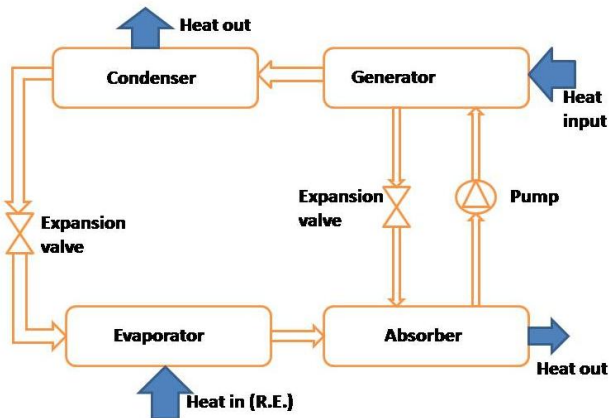 Heat out
Condenser
Generator
Heat
input
Expansion
valve
Expansion
valve
Pump
Evaporator
Absorber
Heat out
Heat in (R.E.)